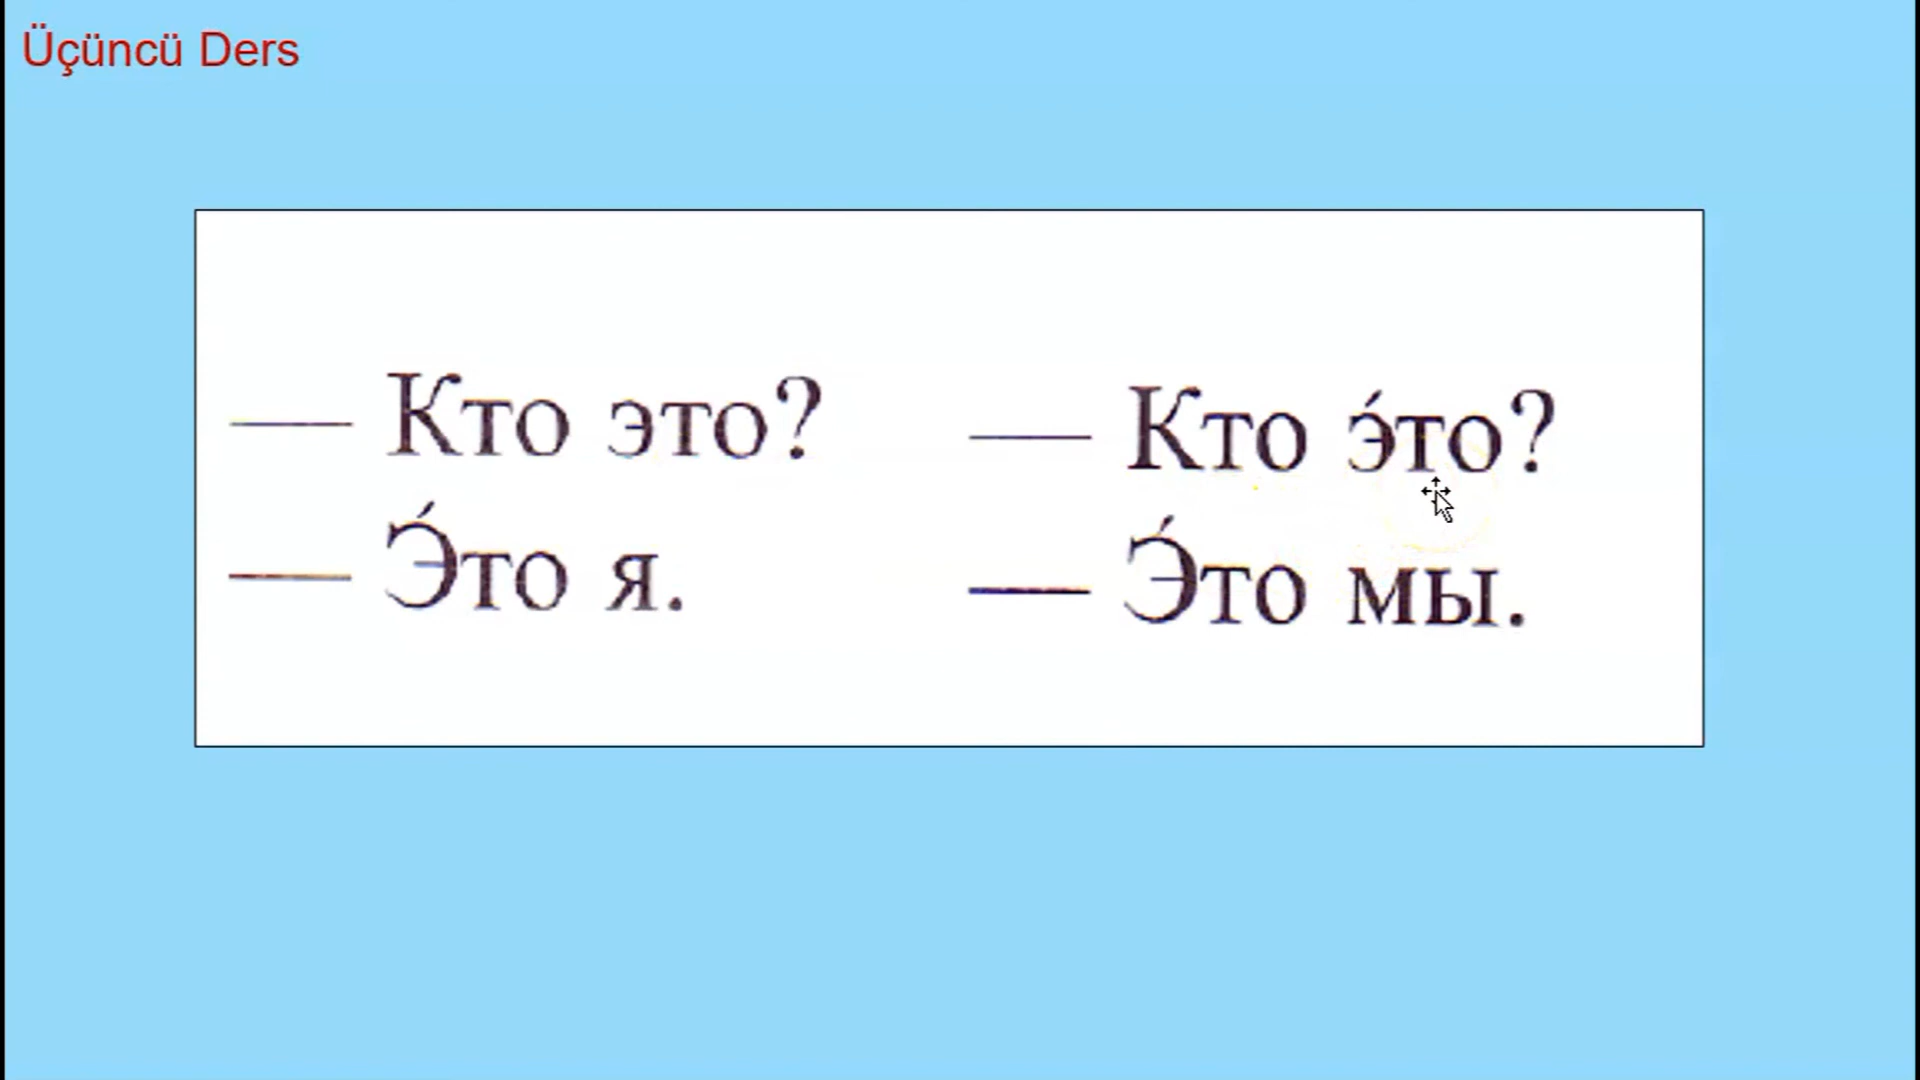 Üçüncü Ders
— Кто это?
— Э́то я.
— Кто э́то?
— Э́то мы.